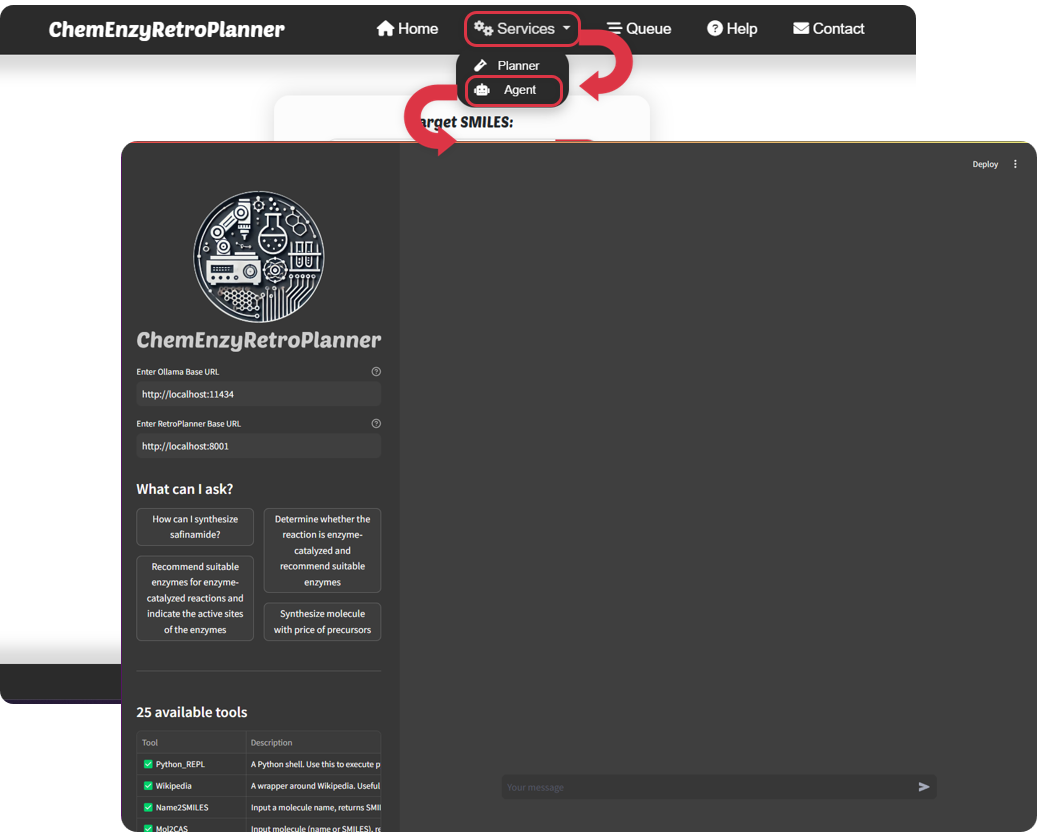 ChemEnzyRetroPlanner
Home
Services
Queue
Help
Contact
Planner
Agent
arget SMILES:
Deploy
ChemEnzyRetroPlanner
Enter Ollama Base URL
http://localhost:11434
Enter RetroPlanner Base URL
http://localhost:8001
What can I ask?
How can I synthesize
safinamide?
Determine whether the
reaction is enzyme-
catalyzed and
recommend suitable
enzymes
Recommend suitable
enzymes for enzyme-
catalyzed reactions and
indicate the active sites
of the enzymes
Synthesize molecule
with price of precursors
25 available tools
Tool Description
Python_REPL A Python shell. Use this to execute p
Wikipedia A wrapper around Wikipedia. Useful
Name2SMILES Input a molecule name, returns SMI
Mol2CAS Input molecule (name or SMILES), re
Your message